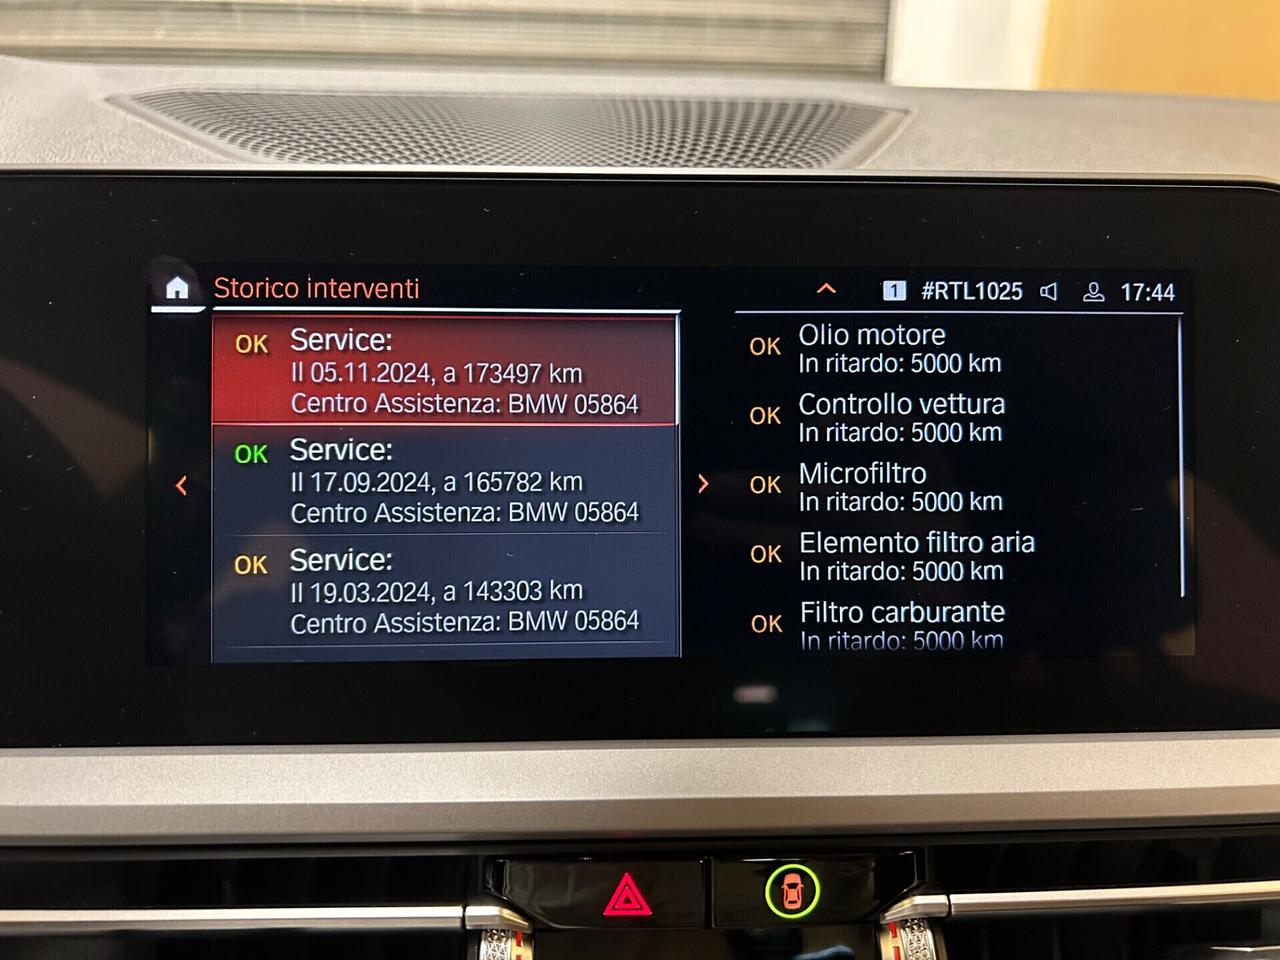 Storico interventi
1 #RTL1025 17:44
OK Service:
Il 05.11.2024, a 173497 km
Centro Assistenza: BMW 05864
OK Service:
Il 17.09.2024, a 165782 km
Centro Assistenza: BMW 05864
OK Service:
Il 19.03.2024, a 143303 km
Centro Assistenza: BMW 05864
OK Olio motore
In ritardo: 5000 km
OK Controllo vettura
In ritardo: 5000 km
OK Microfiltro
In ritardo: 5000 km
OK Elemento filtro aria
In ritardo: 5000 km
OK Filtro carburante
In ritardo: 5000 km